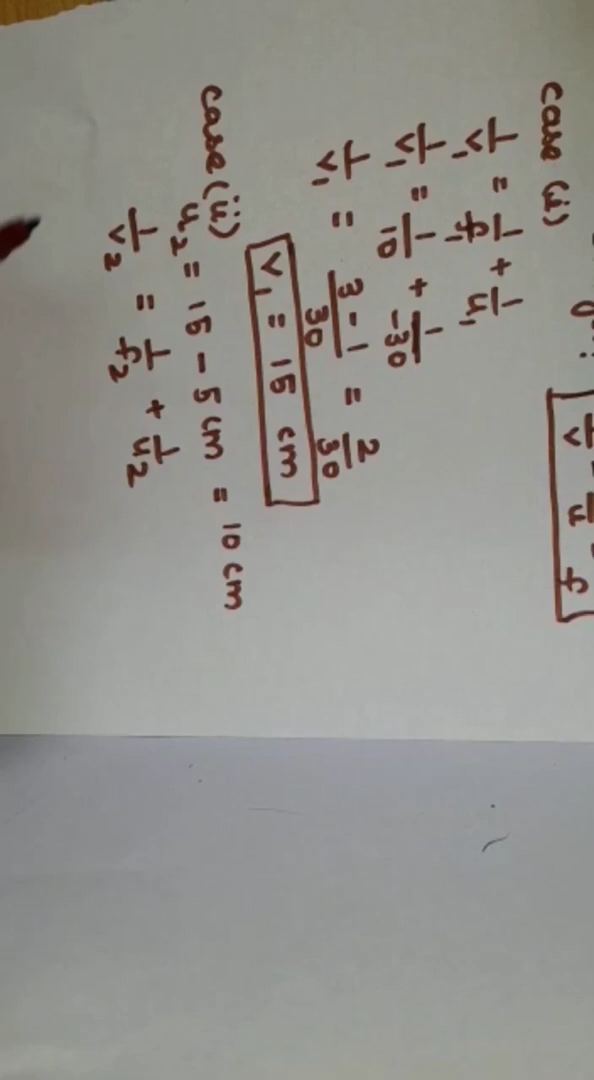 1/v - 1/u = 1/f
case (i)
1/v₁ = 1/f₁ + 1/u₁
1/v₁ = 1/10 + 1/-30
1/v₁ = 3-1/30 = 2/30
v₁ = 15 cm
case (ii)
u₂ = 15 - 5 cm = 10 cm
1/v₂ = 1/f₂ + 1/u₂